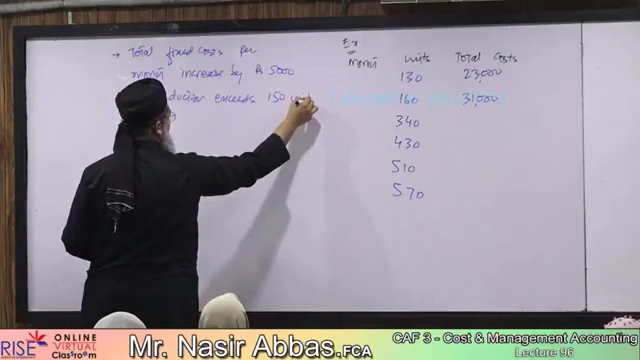 → Total fixed costs per
month increase by Rs 5000
duction exceeds 150
Ex
Month Units Total Costs
130 23,000
160 31,000
340
430
510
570
RISE ONLINE VIRTUAL Classroom
Mr. Nasir Abbas.FCA
CAF 3 - Cost & Management Accounting
Lecture 96